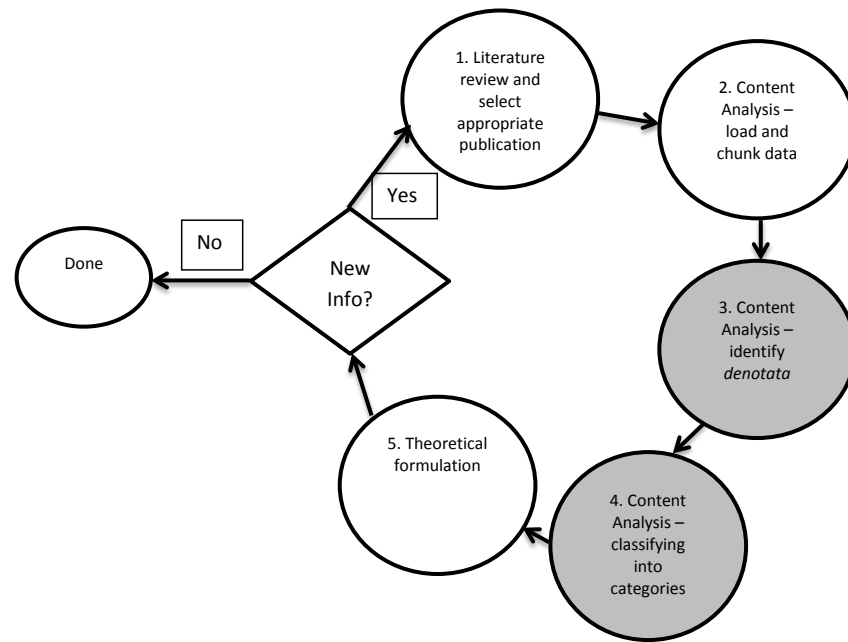 1. Literature
review and
select
appropriate
publication
2. Content
Analysis –
load and
chunk data
Yes
No
Done
New
Info?
3. Content
Analysis –
identify
denotata
5. Theoretical
formulation
4. Content
Analysis –
classifying
into
categories